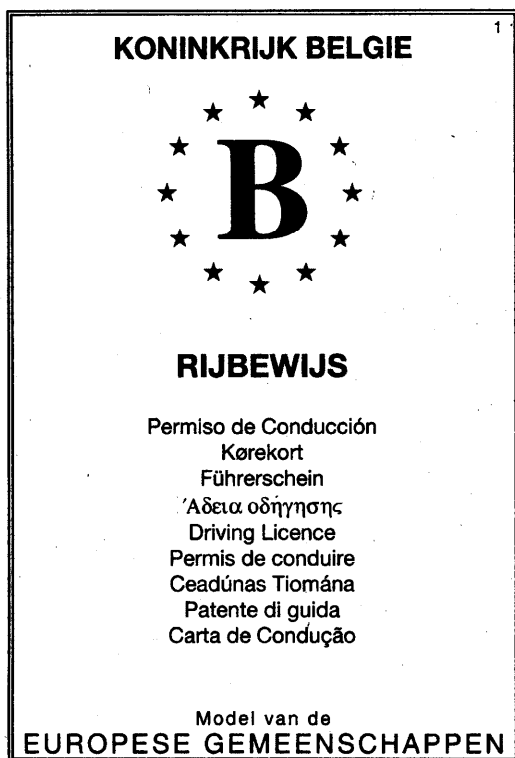 1
KONINKRIJK BELGIE
B
RIJBEWIJS
Permiso de Conducción
Kørekort
Führerschein
Άδεια οδήγησης
Driving Licence
Permis de conduire
Ceadúnas Tiomána
Patente di guida
Carta de Condução
Model van de
EUROPESE GEMEENSCHAPPEN